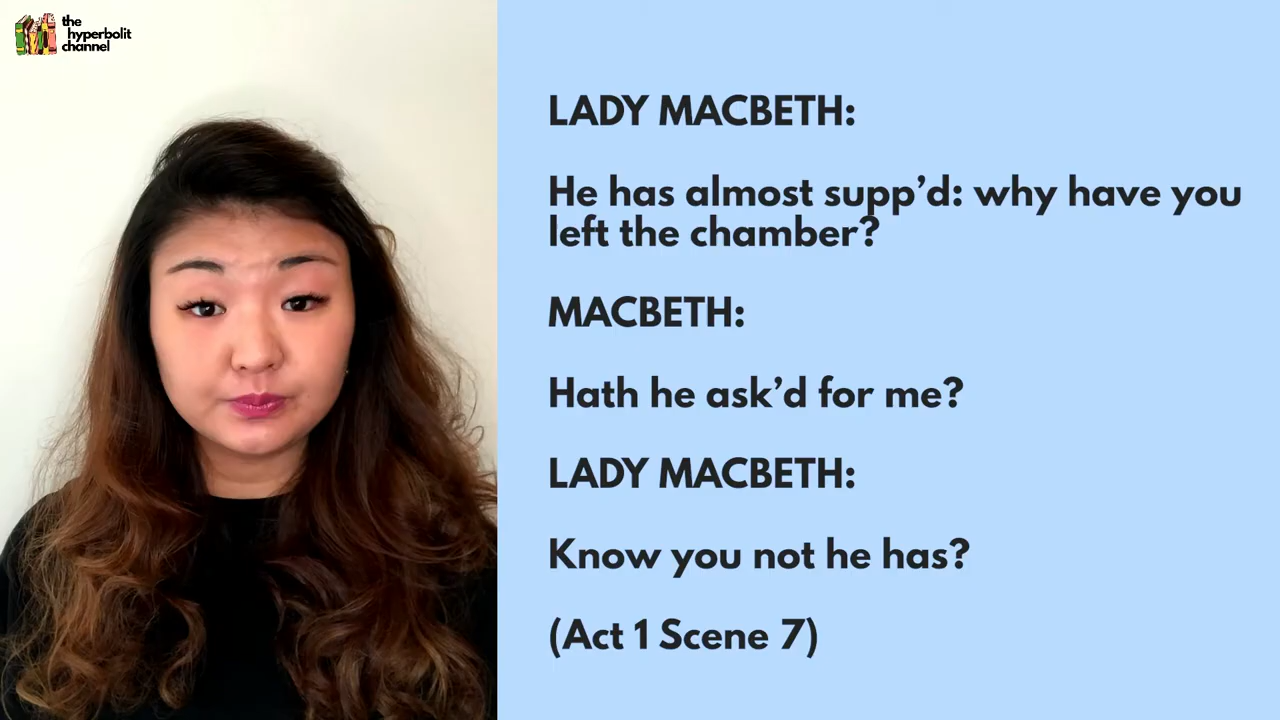 the
hyperbolit
channel
LADY MACBETH:
He has almost supp’d: why have you
left the chamber?
MACBETH:
Hath he ask’d for me?
LADY MACBETH:
Know you not he has?
(Act 1 Scene 7)